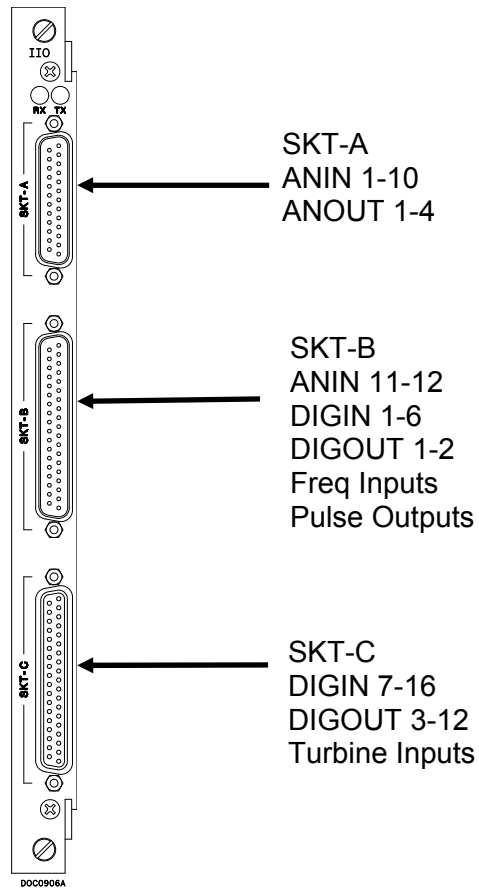 IIO
RX TX
SKT-A
SKT-A
ANIN 1-10
ANOUT 1-4
SKT-B
SKT-B
ANIN 11-12
DIGIN 1-6
DIGOUT 1-2
Freq Inputs
Pulse Outputs
SKT-C
SKT-C
DIGIN 7-16
DIGOUT 3-12
Turbine Inputs
DOC0906A